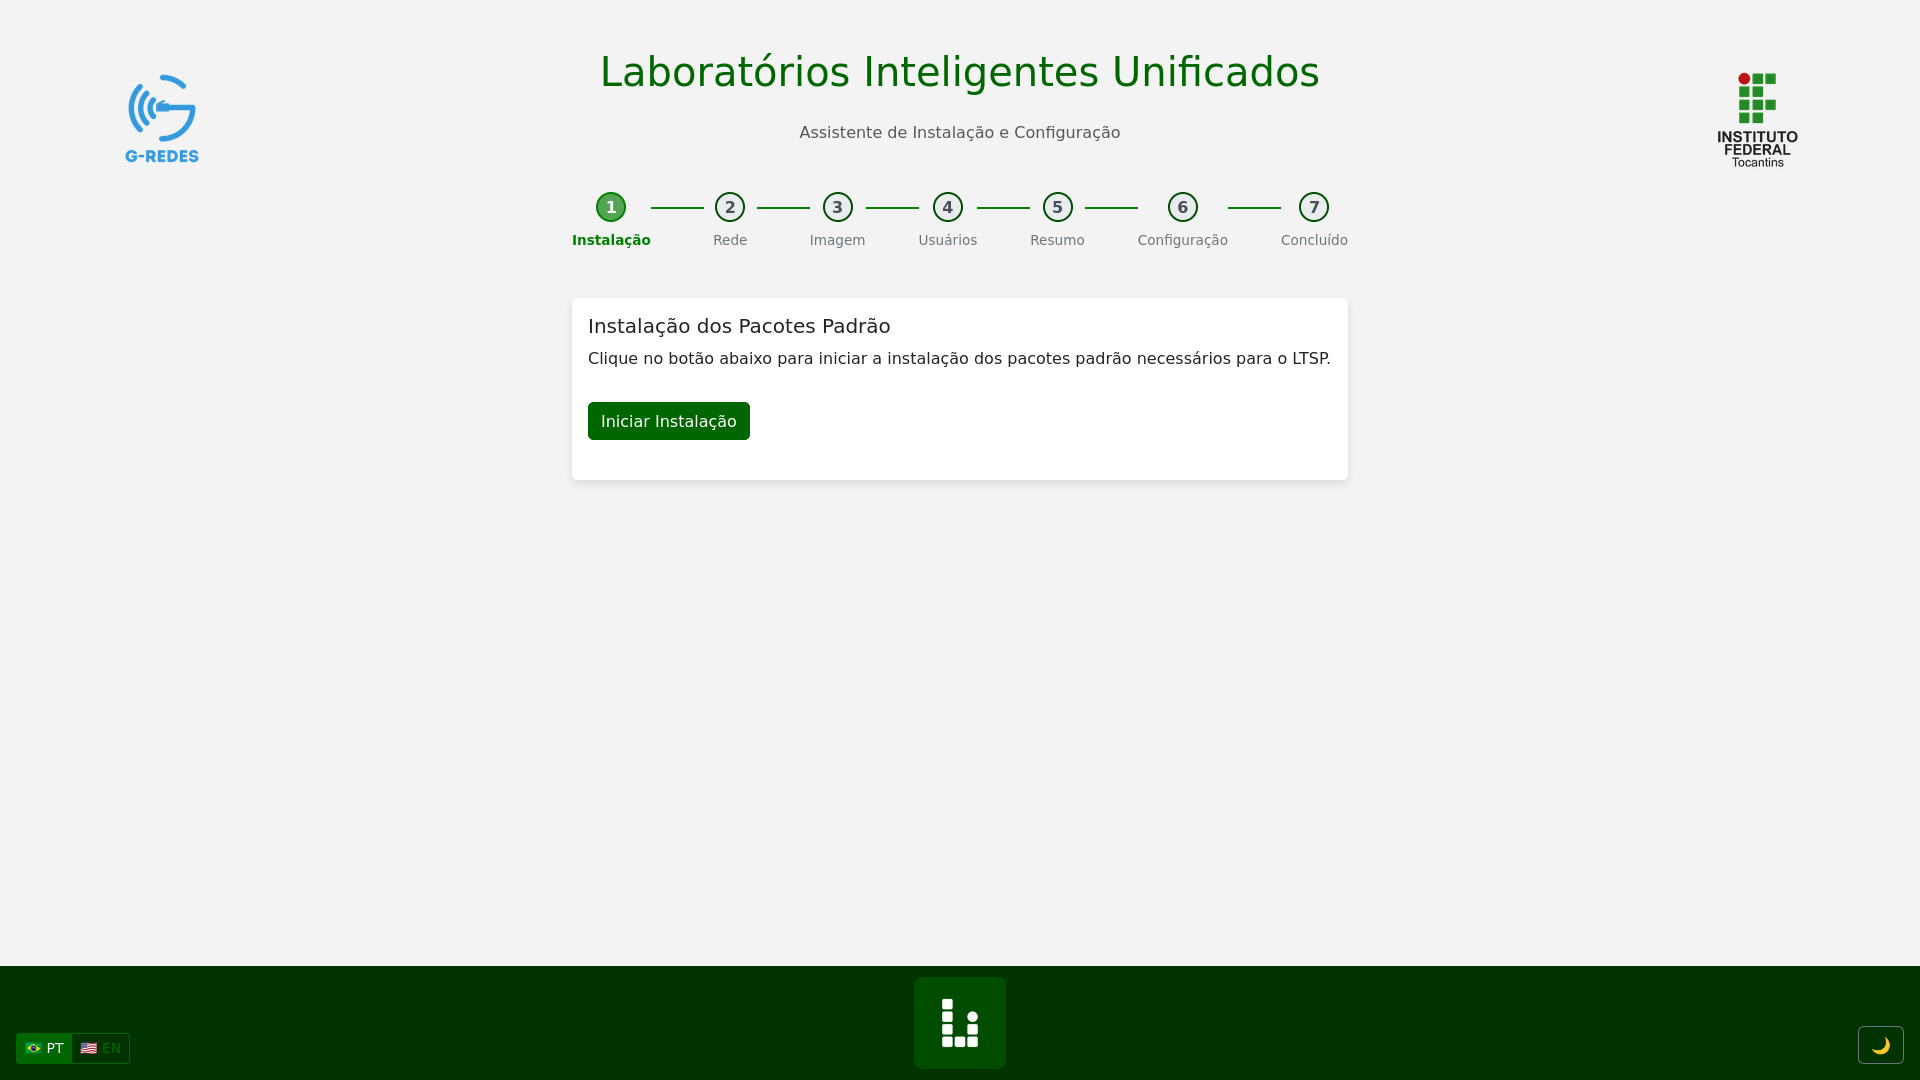 Laboratórios Inteligentes Unificados
Assistente de Instalação e Configuração
G-REDES
INSTITUTO
FEDERAL
Tocantins
1 2 3 4 5 6 7
Instalação Rede Imagem Usuários Resumo Configuração Concluído
Instalação dos Pacotes Padrão
Clique no botão abaixo para iniciar a instalação dos pacotes padrão necessários para o LTSP.
Iniciar Instalação
PT EN